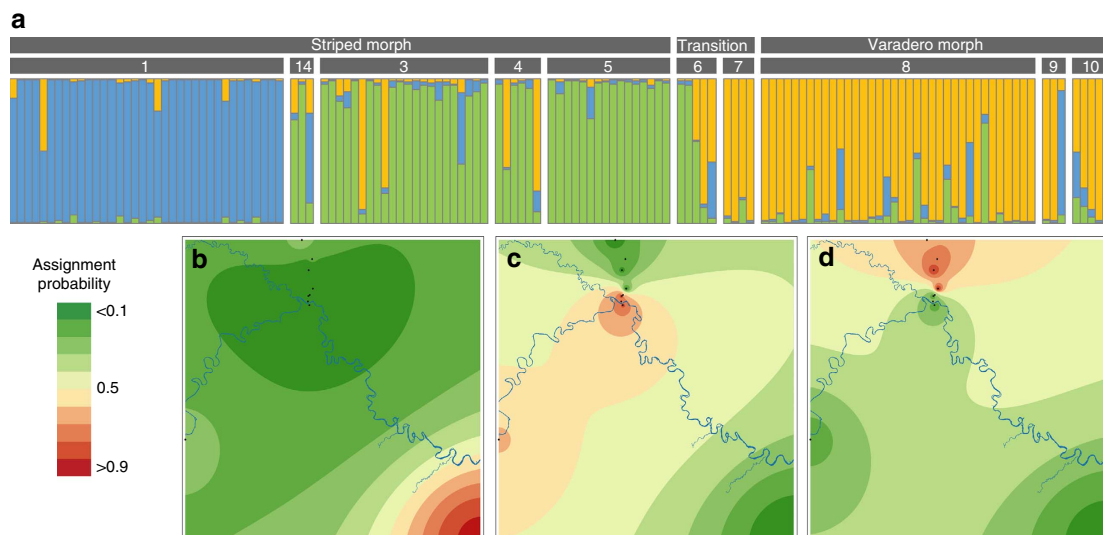 a
Striped morph Transition Varadero morph
1 14 3 4 5 6 7 8 9 10
b c d
Assignment
probability
<0.1
0.5
>0.9